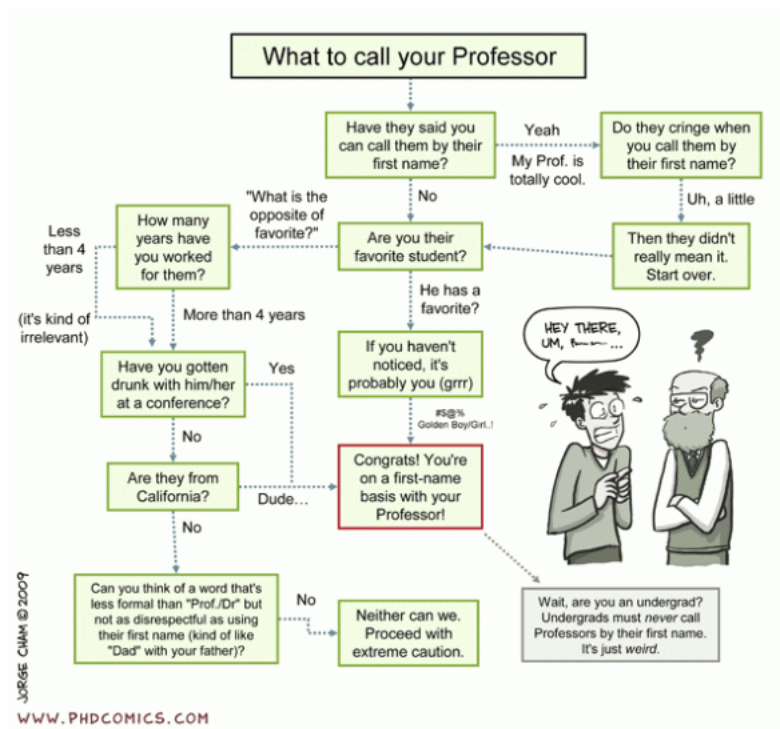 What to call your Professor
Have they said you
can call them by their
first name?
Yeah
My Prof. is
totally cool.
Do they cringe when
you call them by
their first name?
No
Uh, a little
Then they didn't
really mean it.
Start over.
Are you their
favorite student?
"What is the
opposite of
favorite?"
How many
years have
you worked
for them?
Less
than 4
years
(it's kind of
irrelevant)
More than 4 years
He has a
favorite?
If you haven't
noticed, it's
probably you (grrr)
#$@%
Golden Boy/Girl..!
Have you gotten
drunk with him/her
at a conference?
Yes
No
Are they from
California?
Dude...
Congrats! You're
on a first-name
basis with your
Professor!
No
Can you think of a word that's
less formal than "Prof./Dr" but
not as disrespectful as using
their first name (kind of like
"Dad" with your father)?
No
Neither can we.
Proceed with
extreme caution.
Wait, are you an undergrad?
Undergrads must never call
Professors by their first name.
It's just weird.
HEY THERE,
UM, ...
?
JORGE CHAM © 2009
WWW.PHDCOMICS.COM